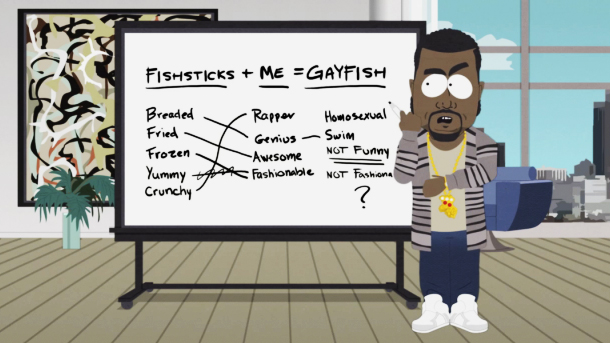 FISHSTICKS + ME = GAYFISH
Breaded Rapper Homosexual
Fried Genius Swim
Frozen Awesome NOT FUNNY
Yummy Fashionable NOT FASHIONA
Crunchy ?